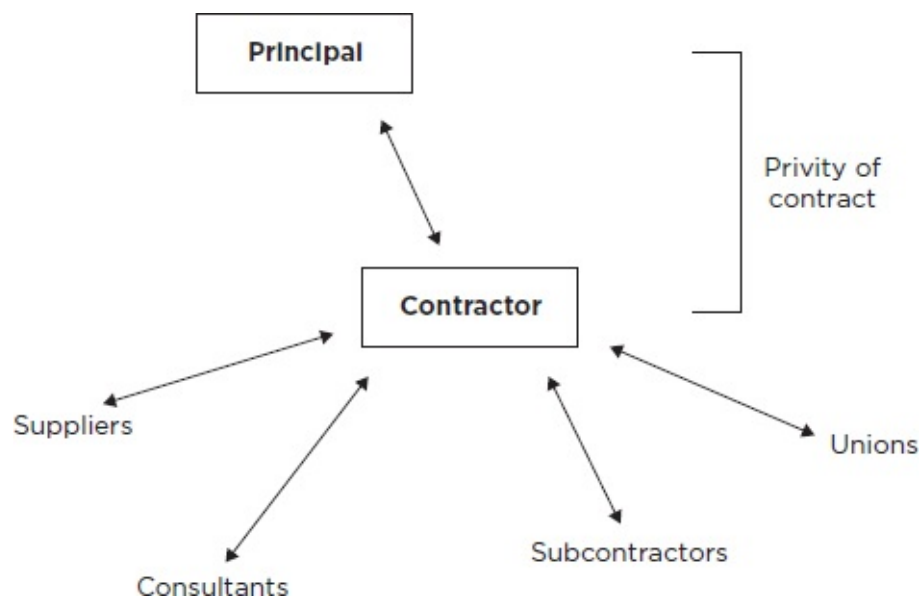 Principal
Privity of
contract
Contractor
Suppliers
Unions
Subcontractors
Consultants